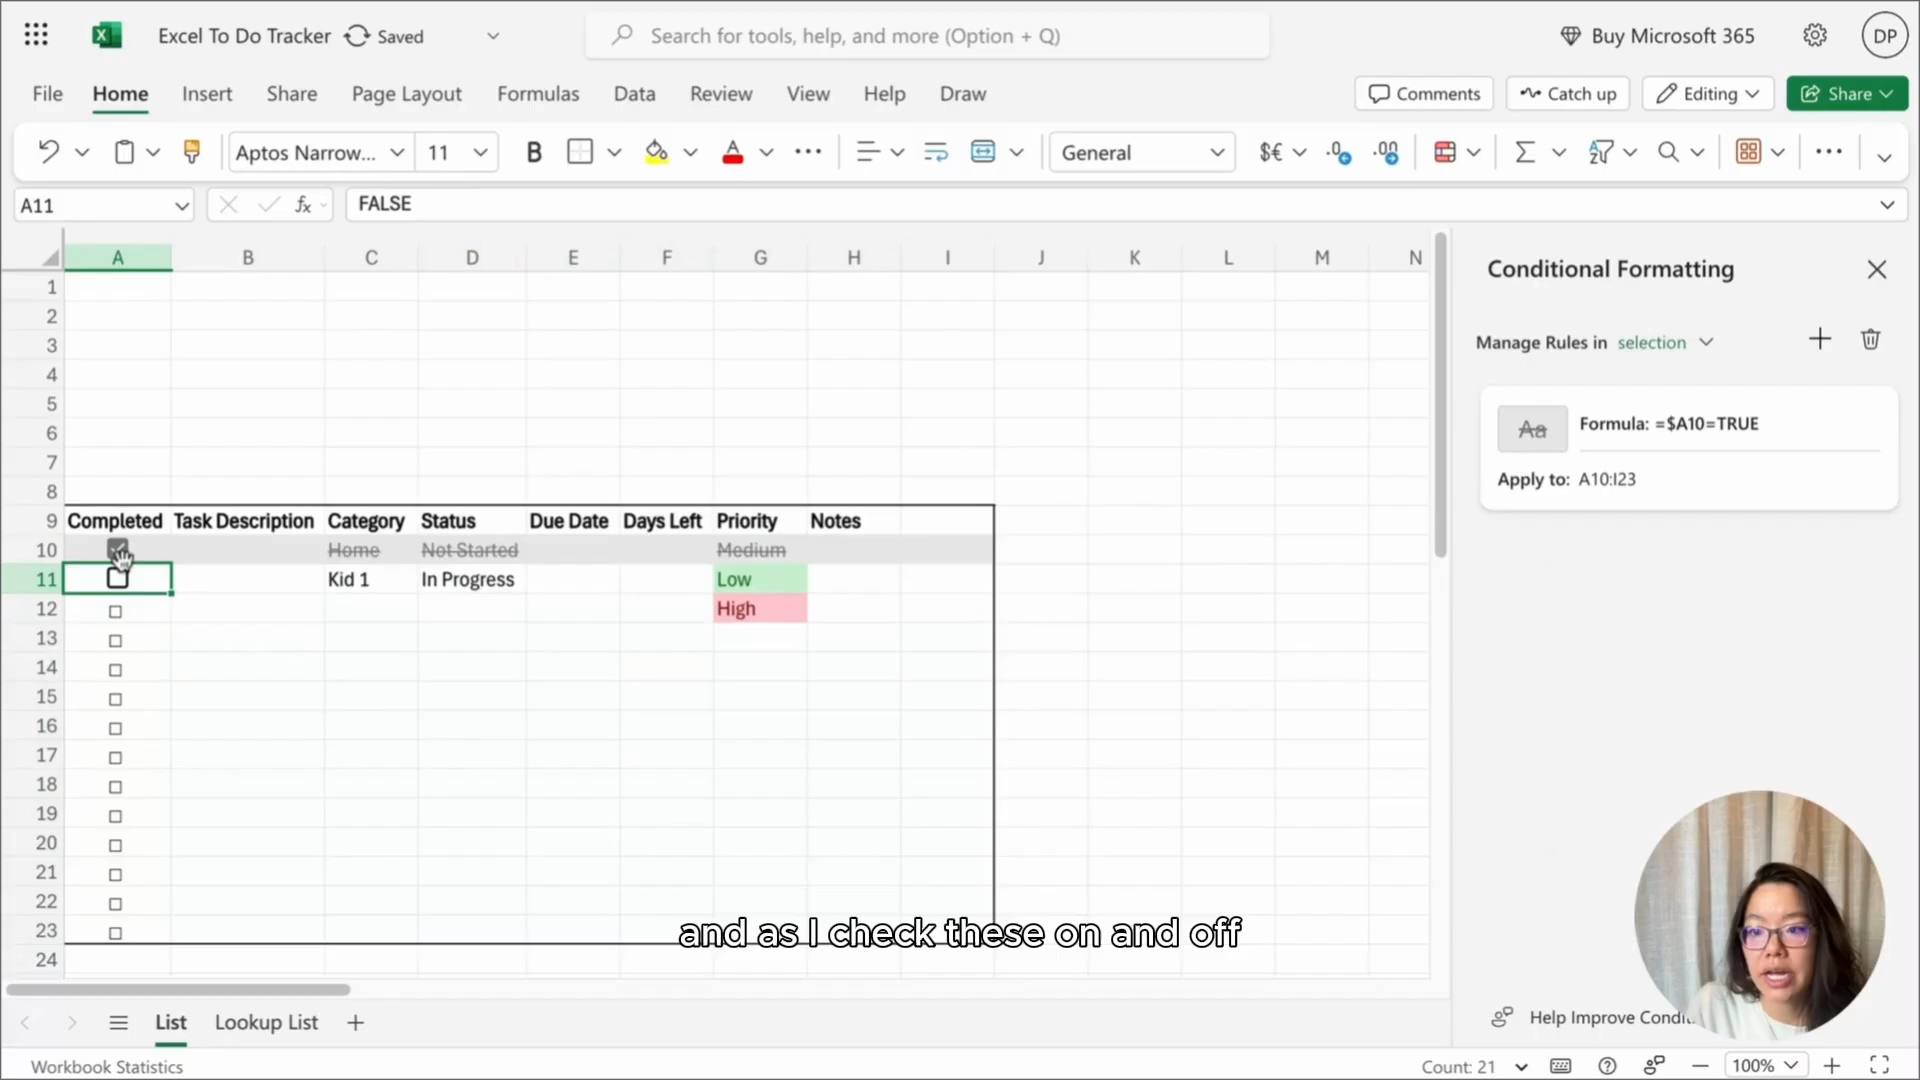 Excel To Do Tracker Saved
Search for tools, help, and more (Option + Q)
Buy Microsoft 365
DP
File Home Insert Share Page Layout Formulas Data Review View Help Draw
Comments Catch up Editing Share
Aptos Narrow... 11 B A General $€ .0 .00
A11 fx FALSE
A B C D E F G H I J K L M N
1
2
3
4
5
6
7
8
9 Completed Task Description Category Status Due Date Days Left Priority Notes
10 Home Not Started Medium
11 Kid 1 In Progress Low
12 High
13
14
15
16
17
18
19
20
21
22
23
24
Conditional Formatting
Manage Rules in selection
Aa Formula: =$A10=TRUE
Apply to: A10:I23
and as I check these on and off
Help Improve Condit
List Lookup List
Workbook Statistics
Count: 21 100%